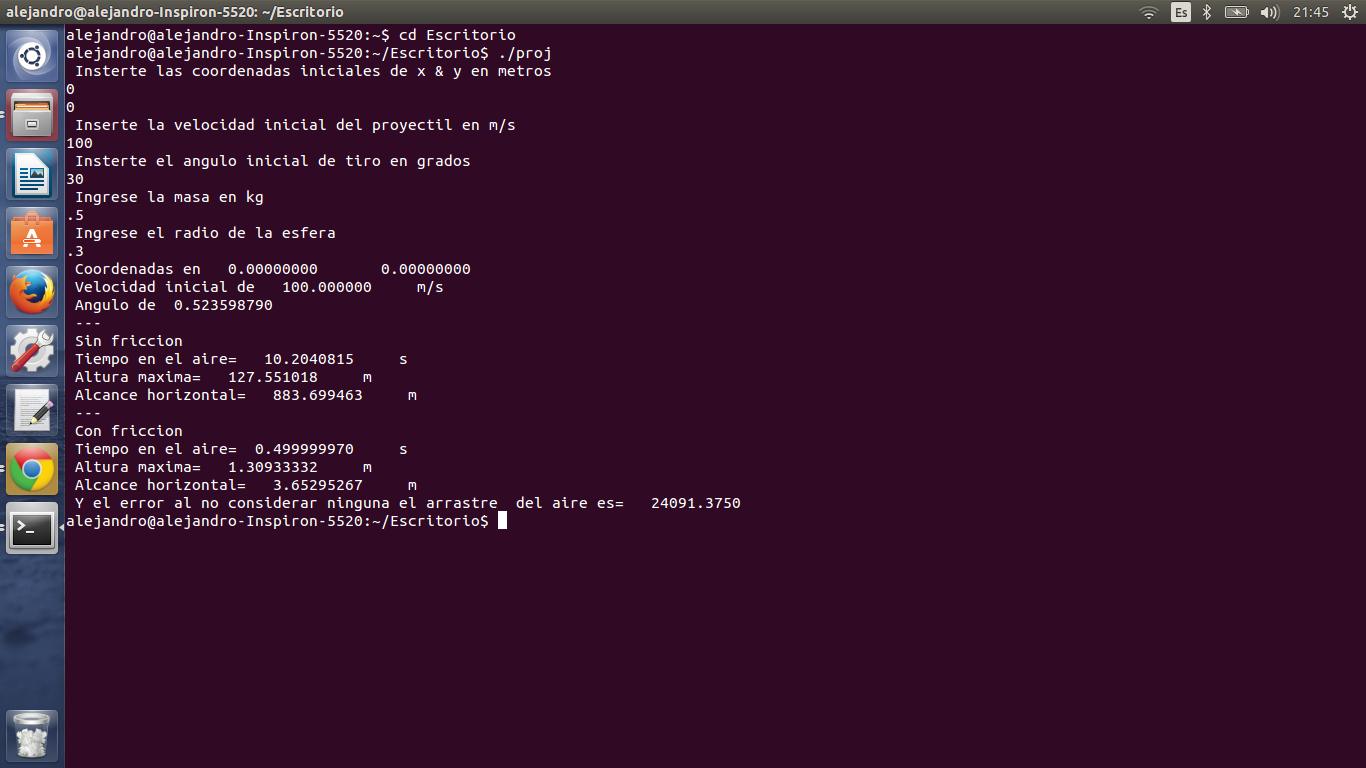 alejandro@alejandro-Inspiron-5520: ~/Escritorio
Es
21:45
alejandro@alejandro-Inspiron-5520:~$ cd Escritorio
alejandro@alejandro-Inspiron-5520:~/Escritorio$ ./proj
Insterte las coordenadas iniciales de x & y en metros
0
0
Inserte la velocidad inicial del proyectil en m/s
100
Insterte el angulo inicial de tiro en grados
30
Ingrese la masa en kg
.5
Ingrese el radio de la esfera
.3
Coordenadas en 0.00000000 0.00000000
Velocidad inicial de 100.000000 m/s
Angulo de 0.523598790
---
Sin friccion
Tiempo en el aire= 10.2040815 s
Altura maxima= 127.551018 m
Alcance horizontal= 883.699463 m
---
Con friccion
Tiempo en el aire= 0.499999970 s
Altura maxima= 1.30933332 m
Alcance horizontal= 3.65295267 m
Y el error al no considerar ninguna el arrastre del aire es= 24091.3750
alejandro@alejandro-Inspiron-5520:~/Escritorio$